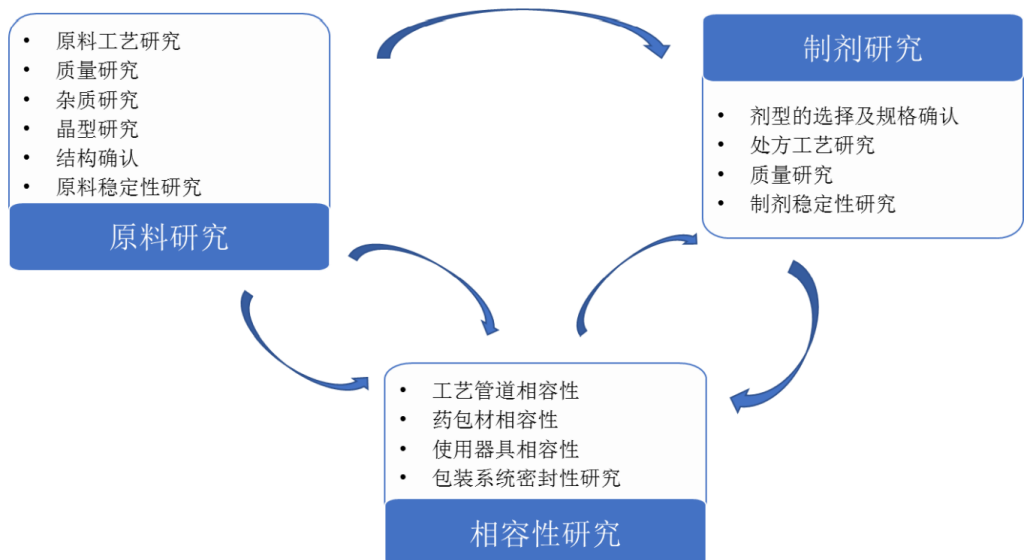 • 原料工艺研究
• 质量研究
• 杂质研究
• 晶型研究
• 结构确认
• 原料稳定性研究
原料研究
制剂研究
• 剂型的选择及规格确认
• 处方工艺研究
• 质量研究
• 制剂稳定性研究
• 工艺管道相容性
• 药包材相容性
• 使用器具相容性
• 包装系统密封性研究
相容性研究